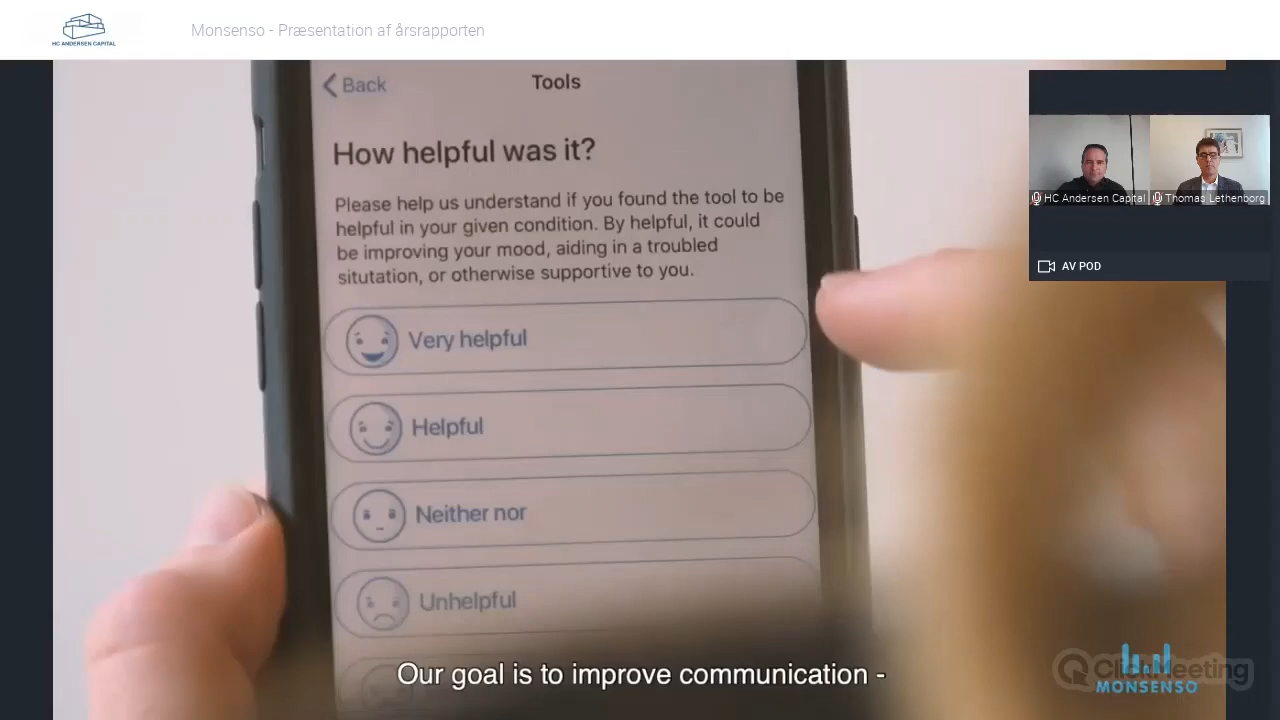 HC ANDERSEN CAPITAL
Monsenso - Præsentation af årsrapporten
Back
Tools
How helpful was it?
Please help us understand if you found the tool to be
helpful in your given condition. By helpful, it could
be improving your mood, aiding in a troubled
situtation, or otherwise supportive to you.
Very helpful
Helpful
Neither nor
Unhelpful
HC Andersen Capital
Thomas Lethenborg
AV POD
Our goal is to improve communication -
ClickMeeting
MONSENSO